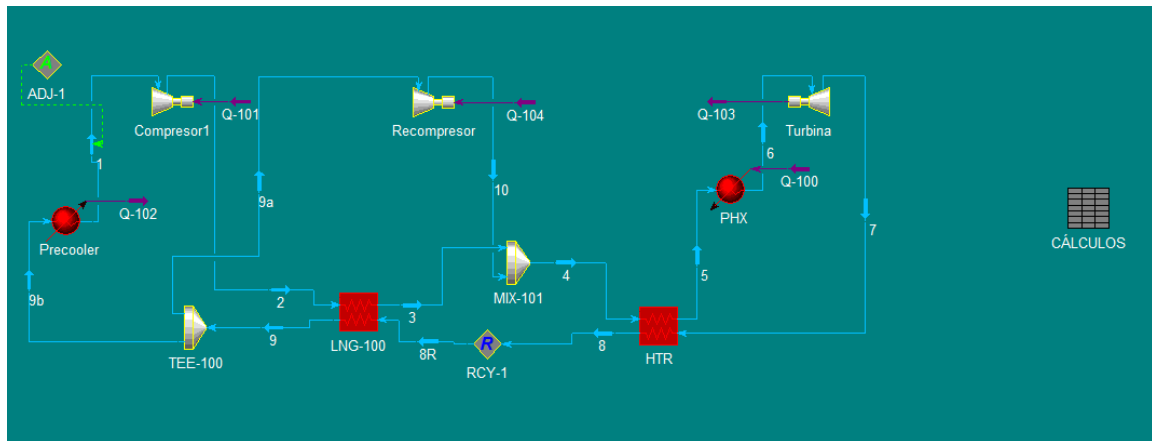 A
ADJ-1
Compresor1
Q-101
Recompresor
Q-104
Q-103
Turbina
1
6
Q-100
9a
10
Q-102
PHX
Precooler
7
CÁLCULOS
9b
MIX-101
4
5
2
3
9
8R
8
TEE-100
LNG-100
R
RCY-1
HTR